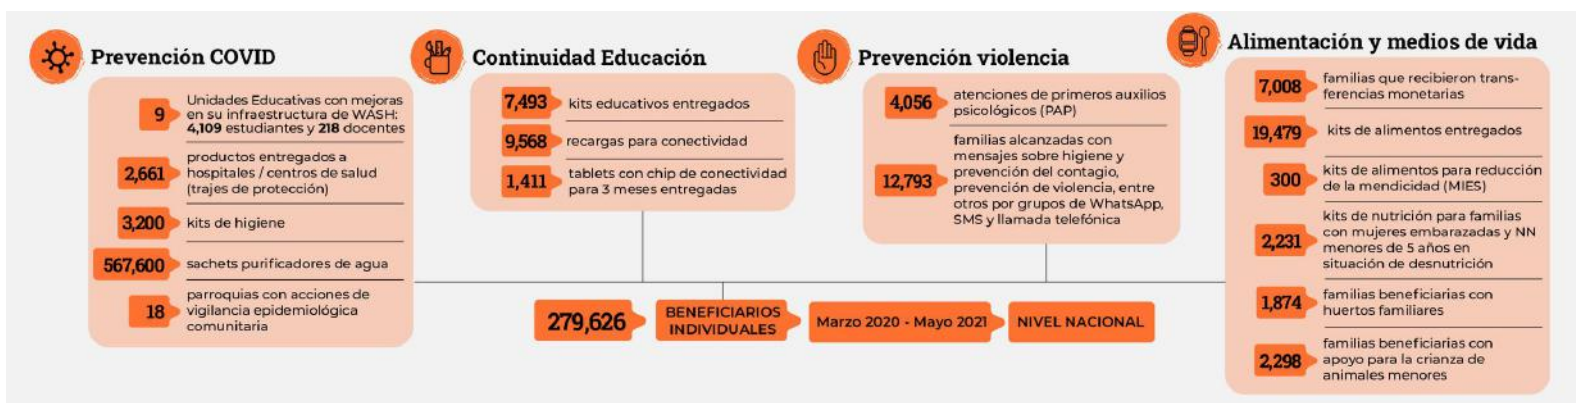 Prevención COVID
9
Unidades Educativas con mejoras
en su infraestructura de WASH:
4,109 estudiantes y 218 docentes
2,661
productos entregados a
hospitales / centros de salud
(trajes de protección)
3,200
kits de higiene
567,600
sachets purificadores de agua
18
parroquias con acciones de
vigilancia epidemiológica
comunitaria
Continuidad Educación
7,493
kits educativos entregados
9,568
recargas para conectividad
1,411
tablets con chip de conectividad
para 3 meses entregadas
Prevención violencia
4,056
atenciones de primeros auxilios
psicológicos (PAP)
12,793
familias alcanzadas con
mensajes sobre higiene y
prevención del contagio,
prevención de violencia, entre
otros por grupos de WhatsApp,
SMS y llamada telefónica
Alimentación y medios de vida
7,008
familias que recibieron trans-
ferencias monetarias
19,479
kits de alimentos entregados
300
kits de alimentos para reducción
de la mendicidad (MIES)
2,231
kits de nutrición para familias
con mujeres embarazadas y NN
menores de 5 años en
situación de desnutrición
1,874
familias beneficiarias con
huertos familiares
2,298
familias beneficiarias con
apoyo para la crianza de
animales menores
279,626
BENEFICIARIOS
INDIVIDUALES
Marzo 2020 - Mayo 2021
NIVEL NACIONAL